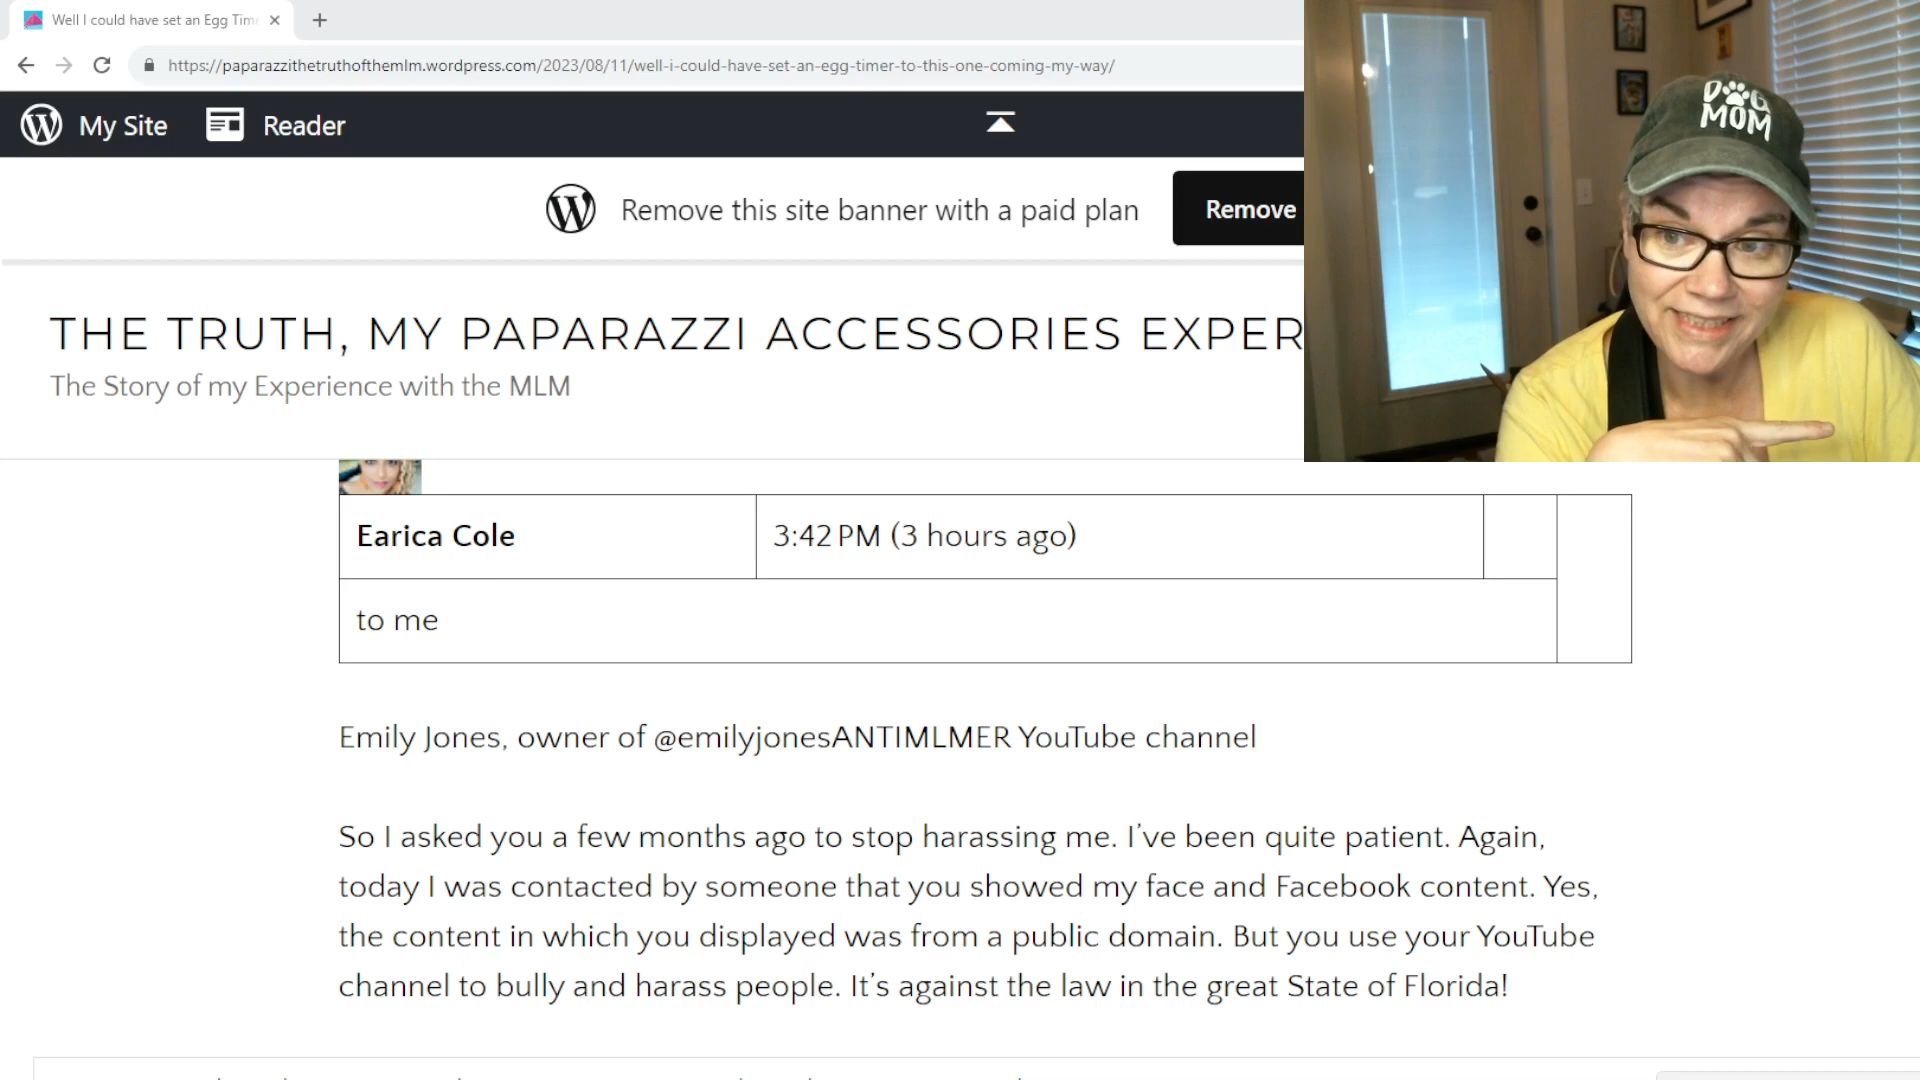 Well I could have set an Egg Tim
https://paparazzithetruthofthemlm.wordpress.com/2023/08/11/well-i-could-have-set-an-egg-timer-to-this-one-coming-my-way/
My Site Reader
Remove this site banner with a paid plan Remove
DOG
MOM
THE TRUTH, MY PAPARAZZI ACCESSORIES EXPER
The Story of my Experience with the MLM
Earica Cole 3:42 PM (3 hours ago)
to me
Emily Jones, owner of @emilyjonesANTIMLMER YouTube channel
So I asked you a few months ago to stop harassing me. I’ve been quite patient. Again,
today I was contacted by someone that you showed my face and Facebook content. Yes,
the content in which you displayed was from a public domain. But you use your YouTube
channel to bully and harass people. It’s against the law in the great State of Florida!